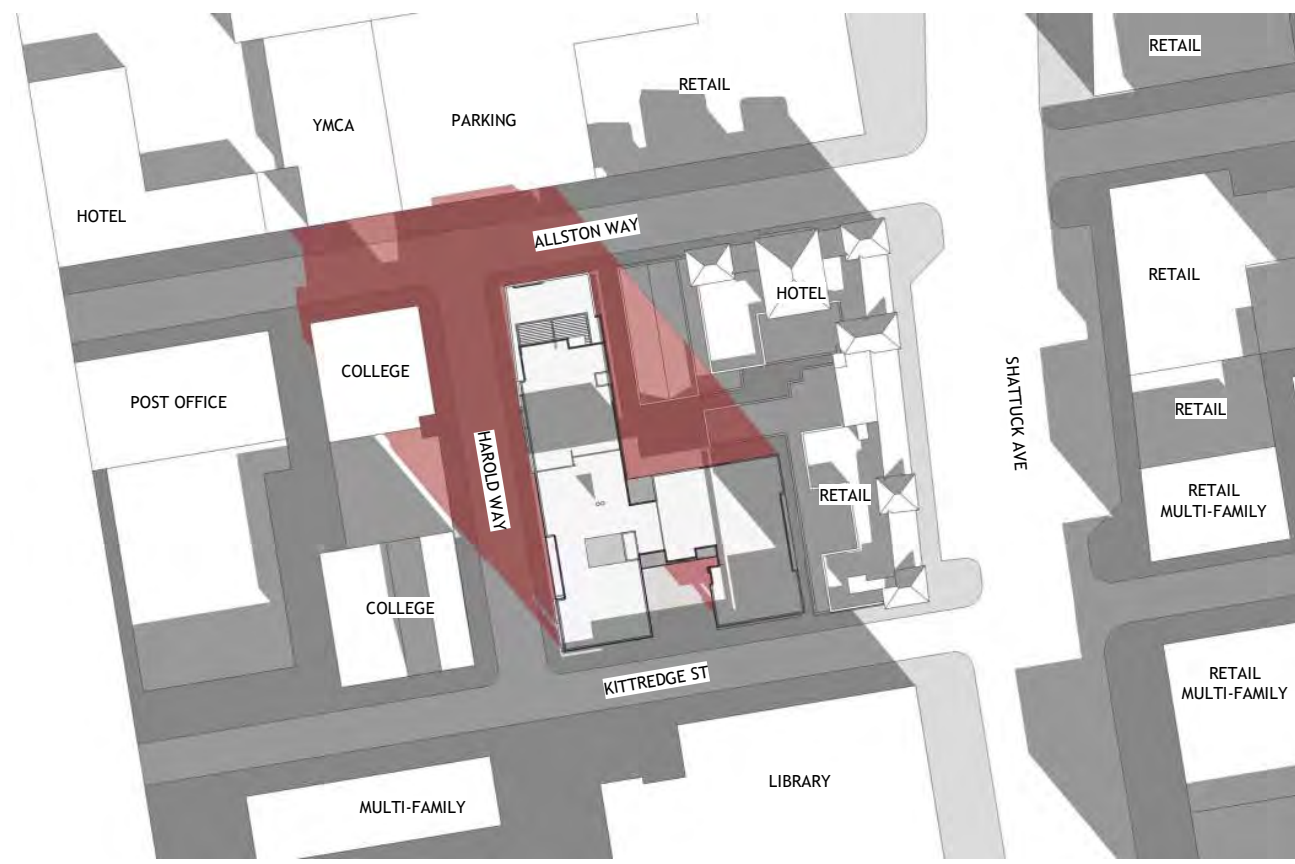 RETAIL
RETAIL
YMCA
PARKING
HOTEL
ALLSTON WAY
RETAIL
HOTEL
COLLEGE
POST OFFICE
SHATTUCK AVE
RETAIL
HAROLD WAY
RETAIL
RETAIL
MULTI-FAMILY
COLLEGE
KITTREDGE ST
RETAIL
MULTI-FAMILY
LIBRARY
MULTI-FAMILY